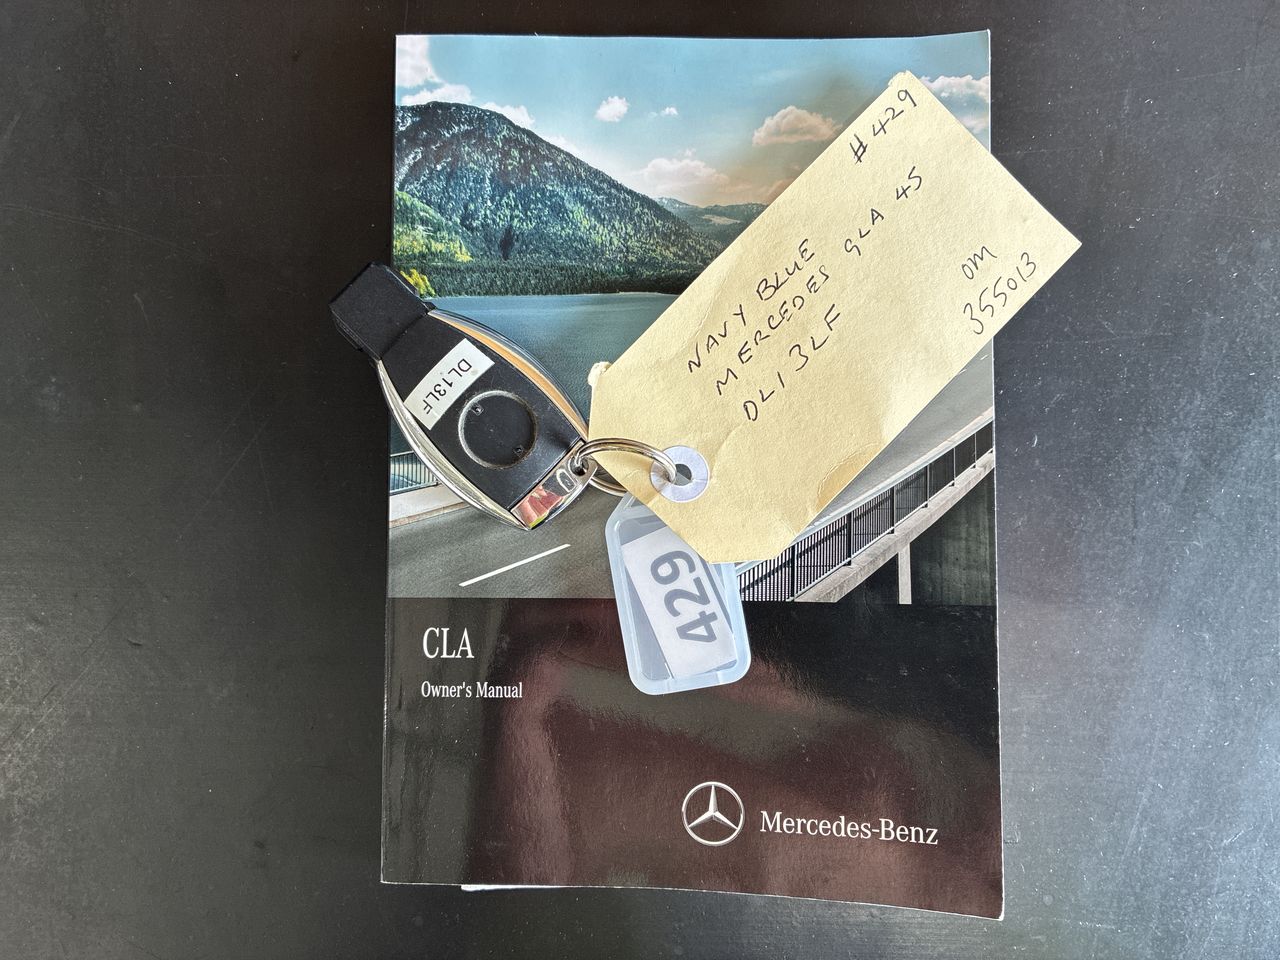 #429
NAVY BLUE
MERCEDES GLA 45
DL13LF
OM
355013
DL13LF
429
CLA
Owner's Manual
Mercedes-Benz